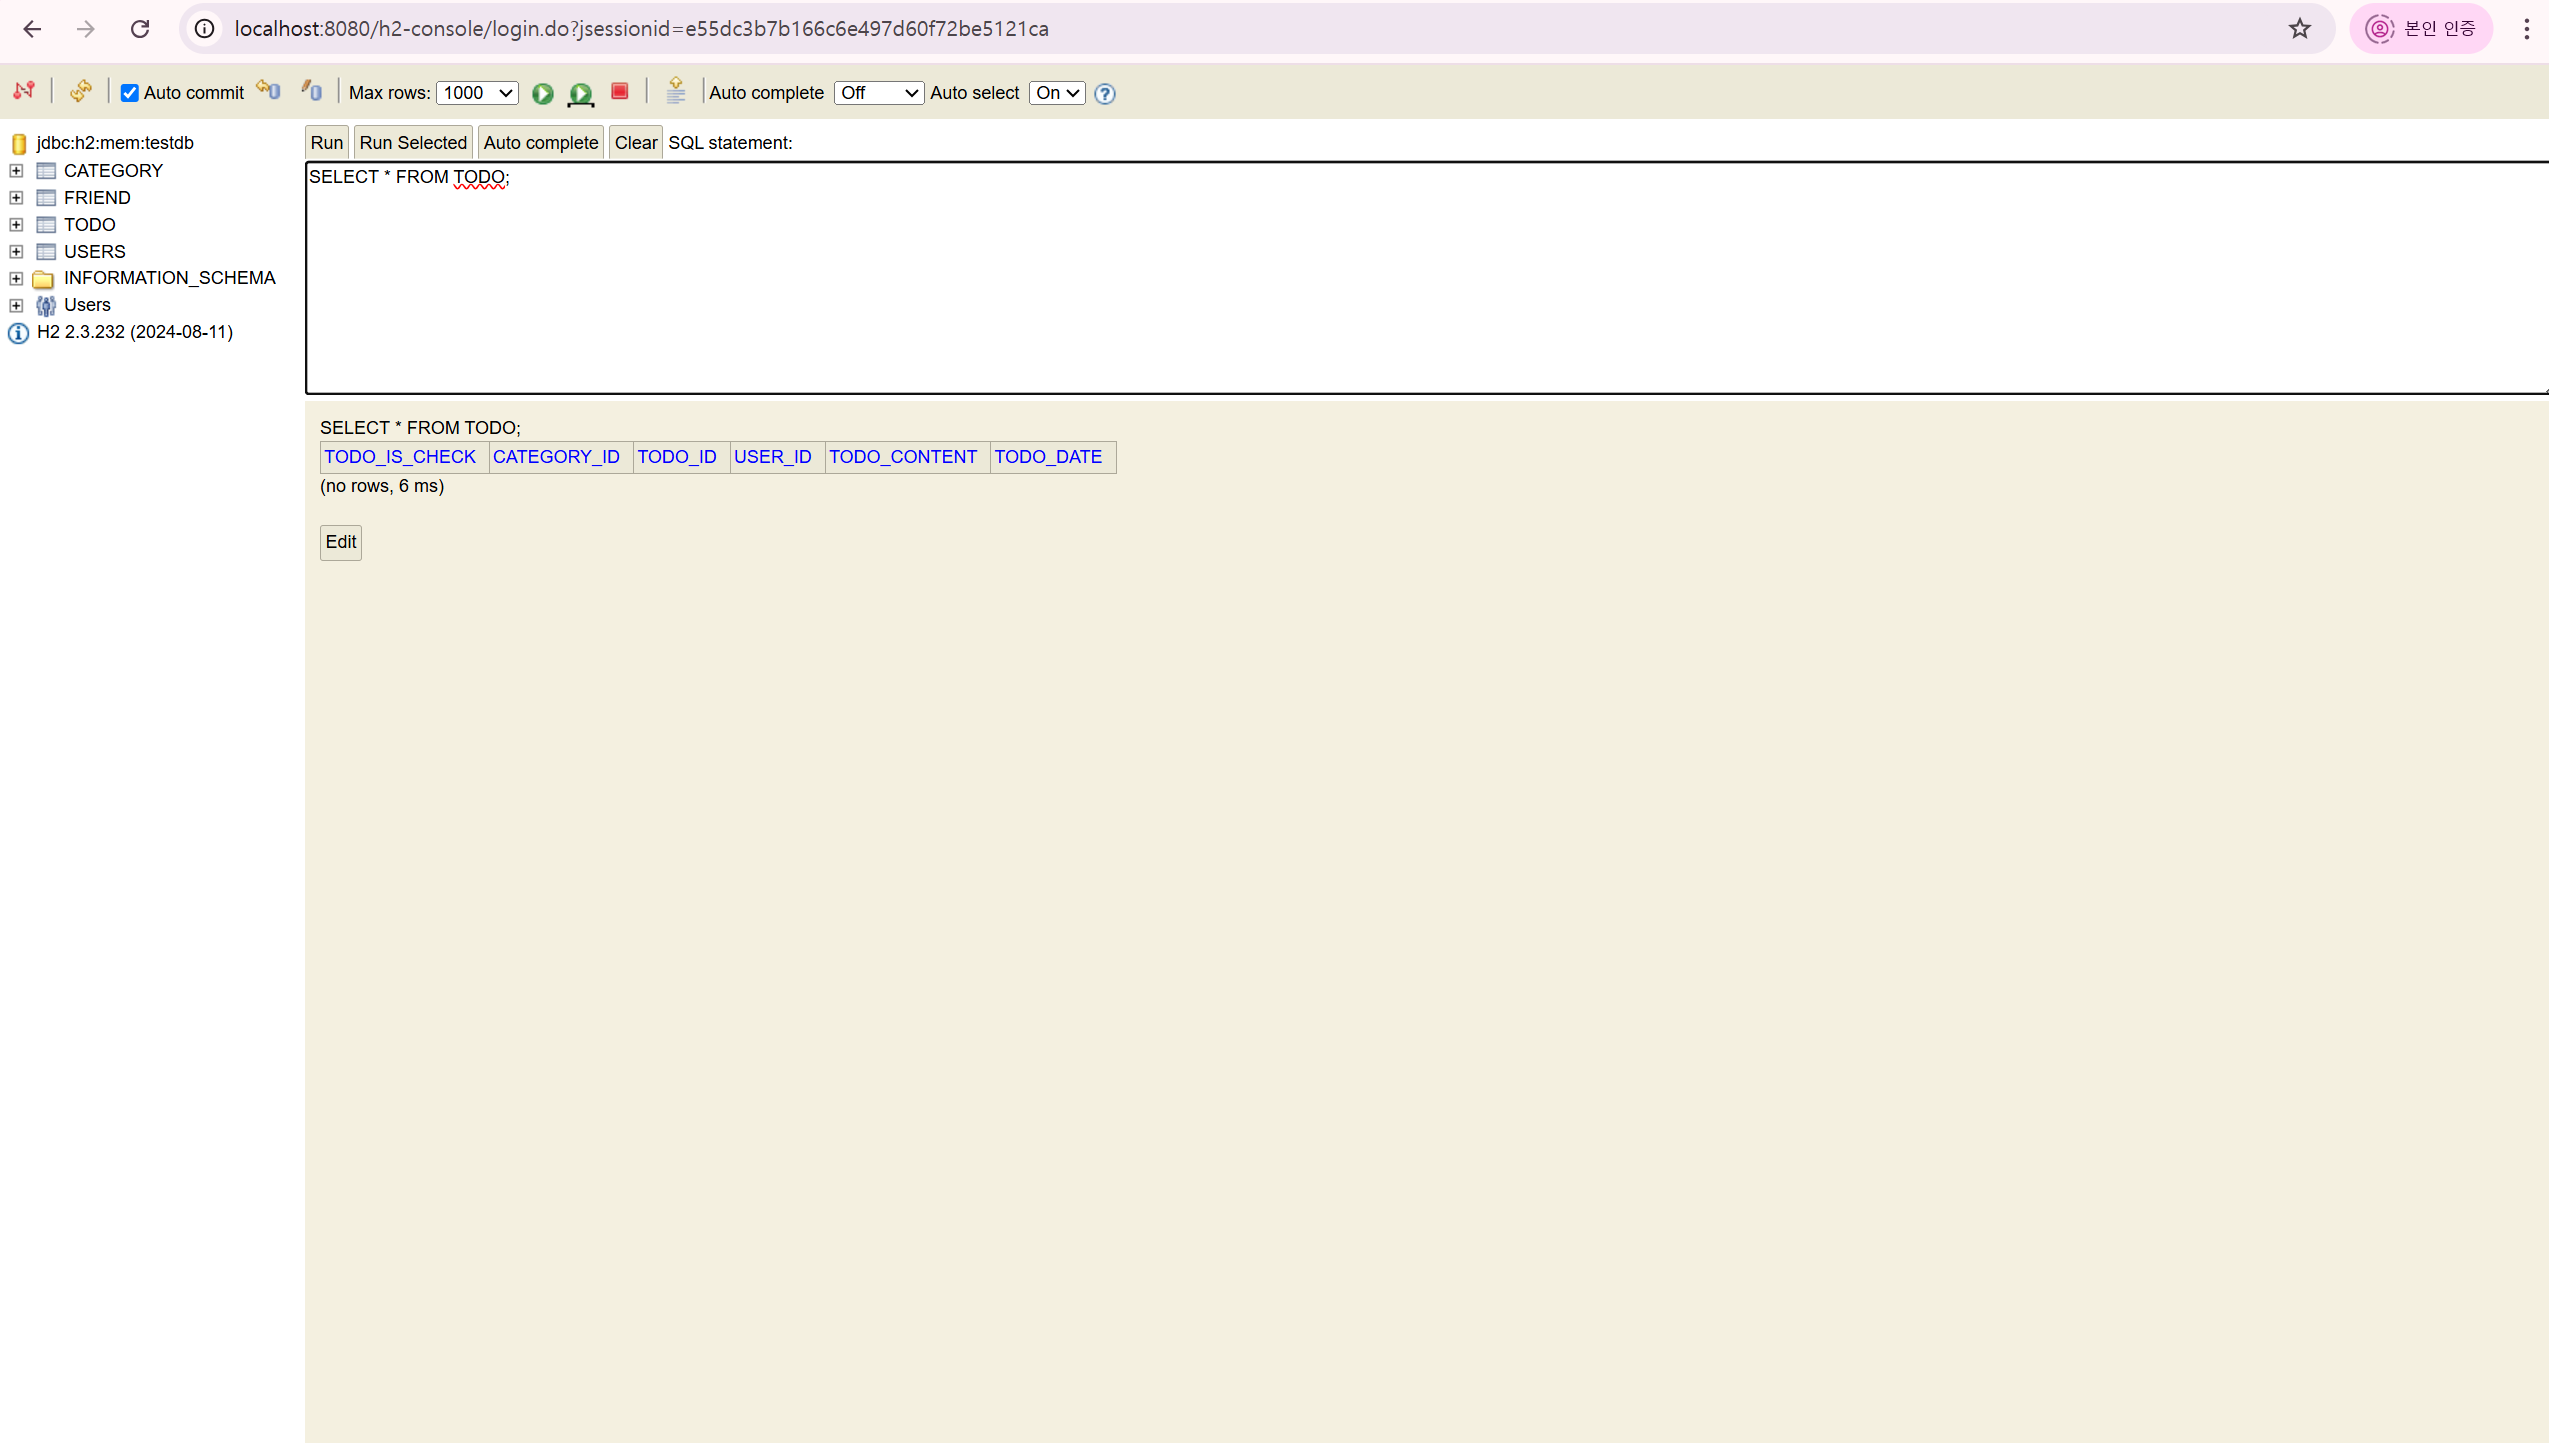 localhost:8080/h2-console/login.do?jsessionid=e55dc3b7b166c6e497d60f72be5121ca
본인 인증
Auto commit Max rows: 1000 Auto complete Off Auto select On
jdbc:h2:mem:testdb
CATEGORY
FRIEND
TODO
USERS
INFORMATION_SCHEMA
Users
H2 2.3.232 (2024-08-11)
Run Run Selected Auto complete Clear SQL statement:
SELECT * FROM TODO;
SELECT * FROM TODO;
TODO_IS_CHECK CATEGORY_ID TODO_ID USER_ID TODO_CONTENT TODO_DATE
(no rows, 6 ms)
Edit